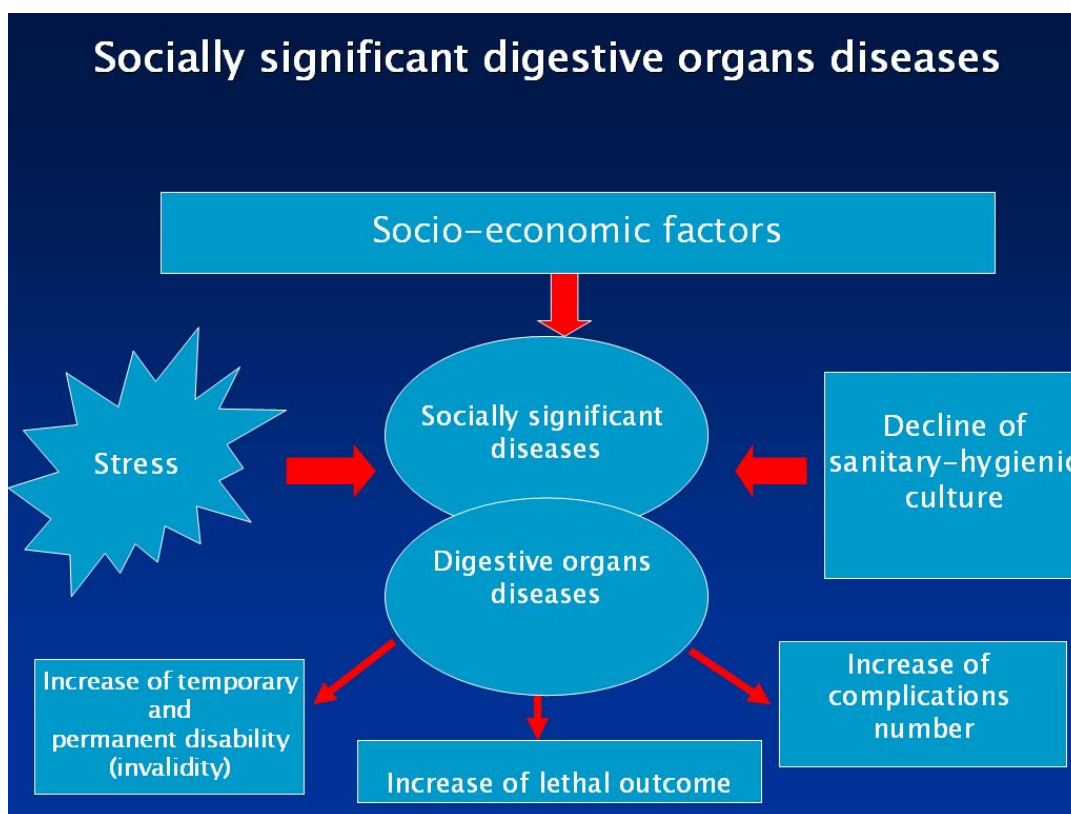 Socially significant digestive organs diseases
Socio-economic factors
Socially significant
diseases
Stress
Decline of
sanitary-hygienic
culture
Digestive organs
diseases
Increase of temporary
and
permanent disability
(invalidity)
Increase of lethal outcome
Increase of
complications
number